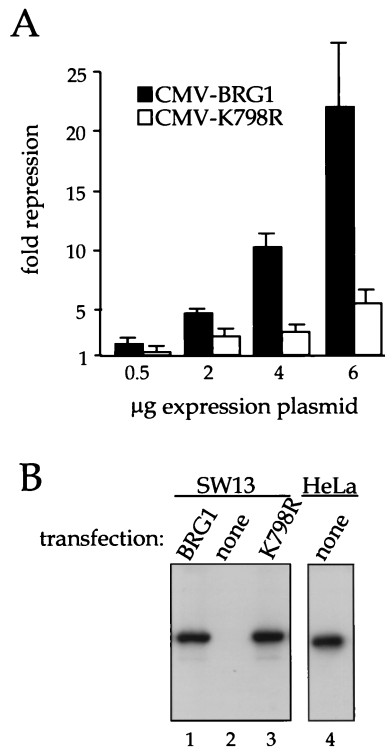 A
25
20
15
10
5
1
fold repression
CMV-BRG1
CMV-K798R
0.5 2 4 6
μg expression plasmid
B
SW13 HeLa
transfection: BRG1 none K798R none
1 2 3 4